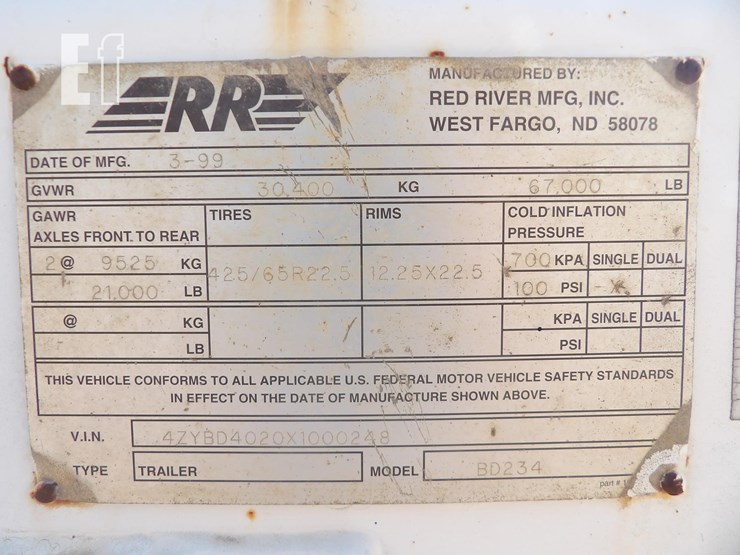 Ef
RR
MANUFACTURED BY:
RED RIVER MFG, INC.
WEST FARGO, ND 58078
DATE OF MFG. 3-99
GVWR 30,400 KG 67,000 LB
GAWR TIRES RIMS COLD INFLATION
AXLES FRONT. TO REAR PRESSURE
2 @ 9525 KG 425/65R22.5 12.25X22.5 700 KPA SINGLE DUAL
21,000 LB 100 PSI -X-
@ KG KPA SINGLE DUAL
LB PSI
THIS VEHICLE CONFORMS TO ALL APPLICABLE U.S. FEDERAL MOTOR VEHICLE SAFETY STANDARDS
IN EFFECT ON THE DATE OF MANUFACTURE SHOWN ABOVE.
V.I.N. 4ZYBD4020X1000248
TYPE TRAILER MODEL BD234
part #